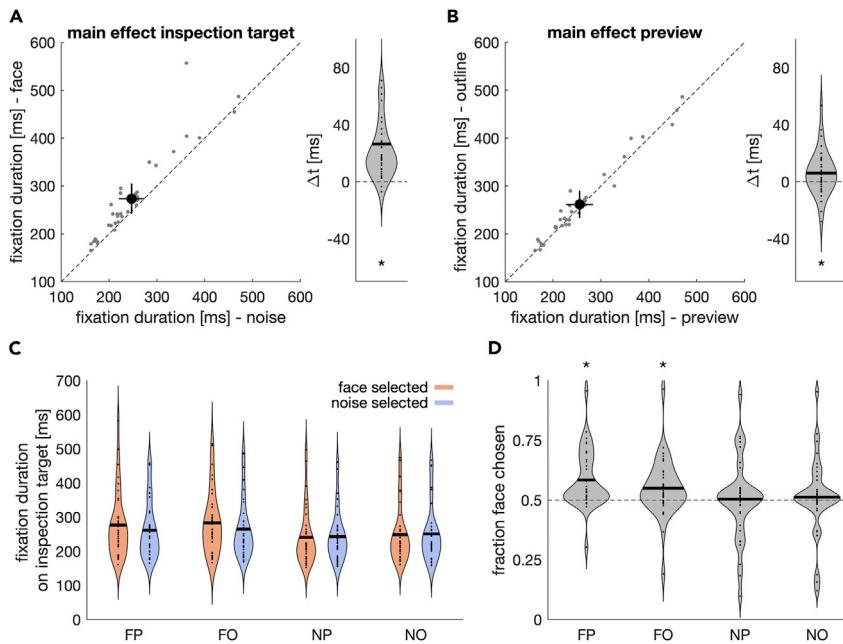 A
main effect inspection target
600
500
400
300
200
100
100 200 300 400 500 600
fixation duration [ms] - face
fixation duration [ms] - noise
80
40
0
-40
Δt [ms]
*
B
main effect preview
600
500
400
300
200
100
100 200 300 400 500 600
fixation duration [ms] - outline
fixation duration [ms] - preview
80
40
0
-40
Δt [ms]
*
C
700
600
500
400
300
200
100
0
fixation duration
on inspection target [ms]
face selected
noise selected
FP FO NP NO
D
* *
1
0.75
0.5
0.25
0
fraction face chosen
FP FO NP NO